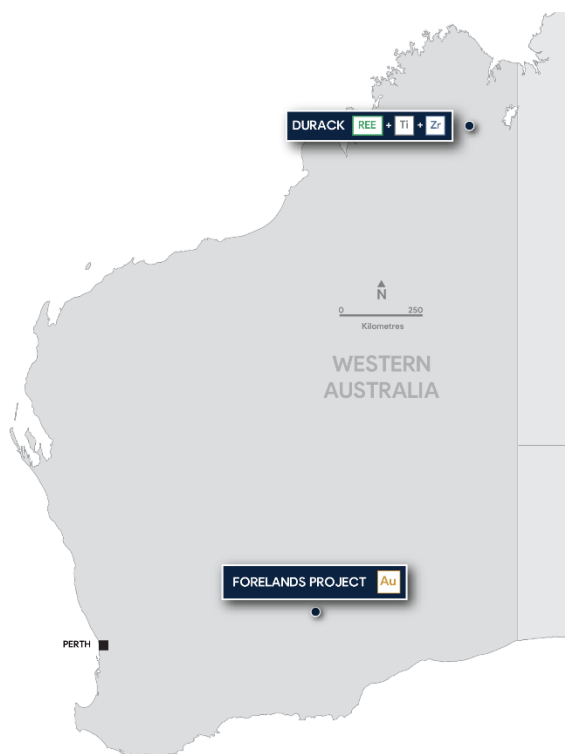 DURACK REE + Ti + Zr
N
0 250
Kilometres
WESTERN
AUSTRALIA
FORELANDS PROJECT Au
PERTH